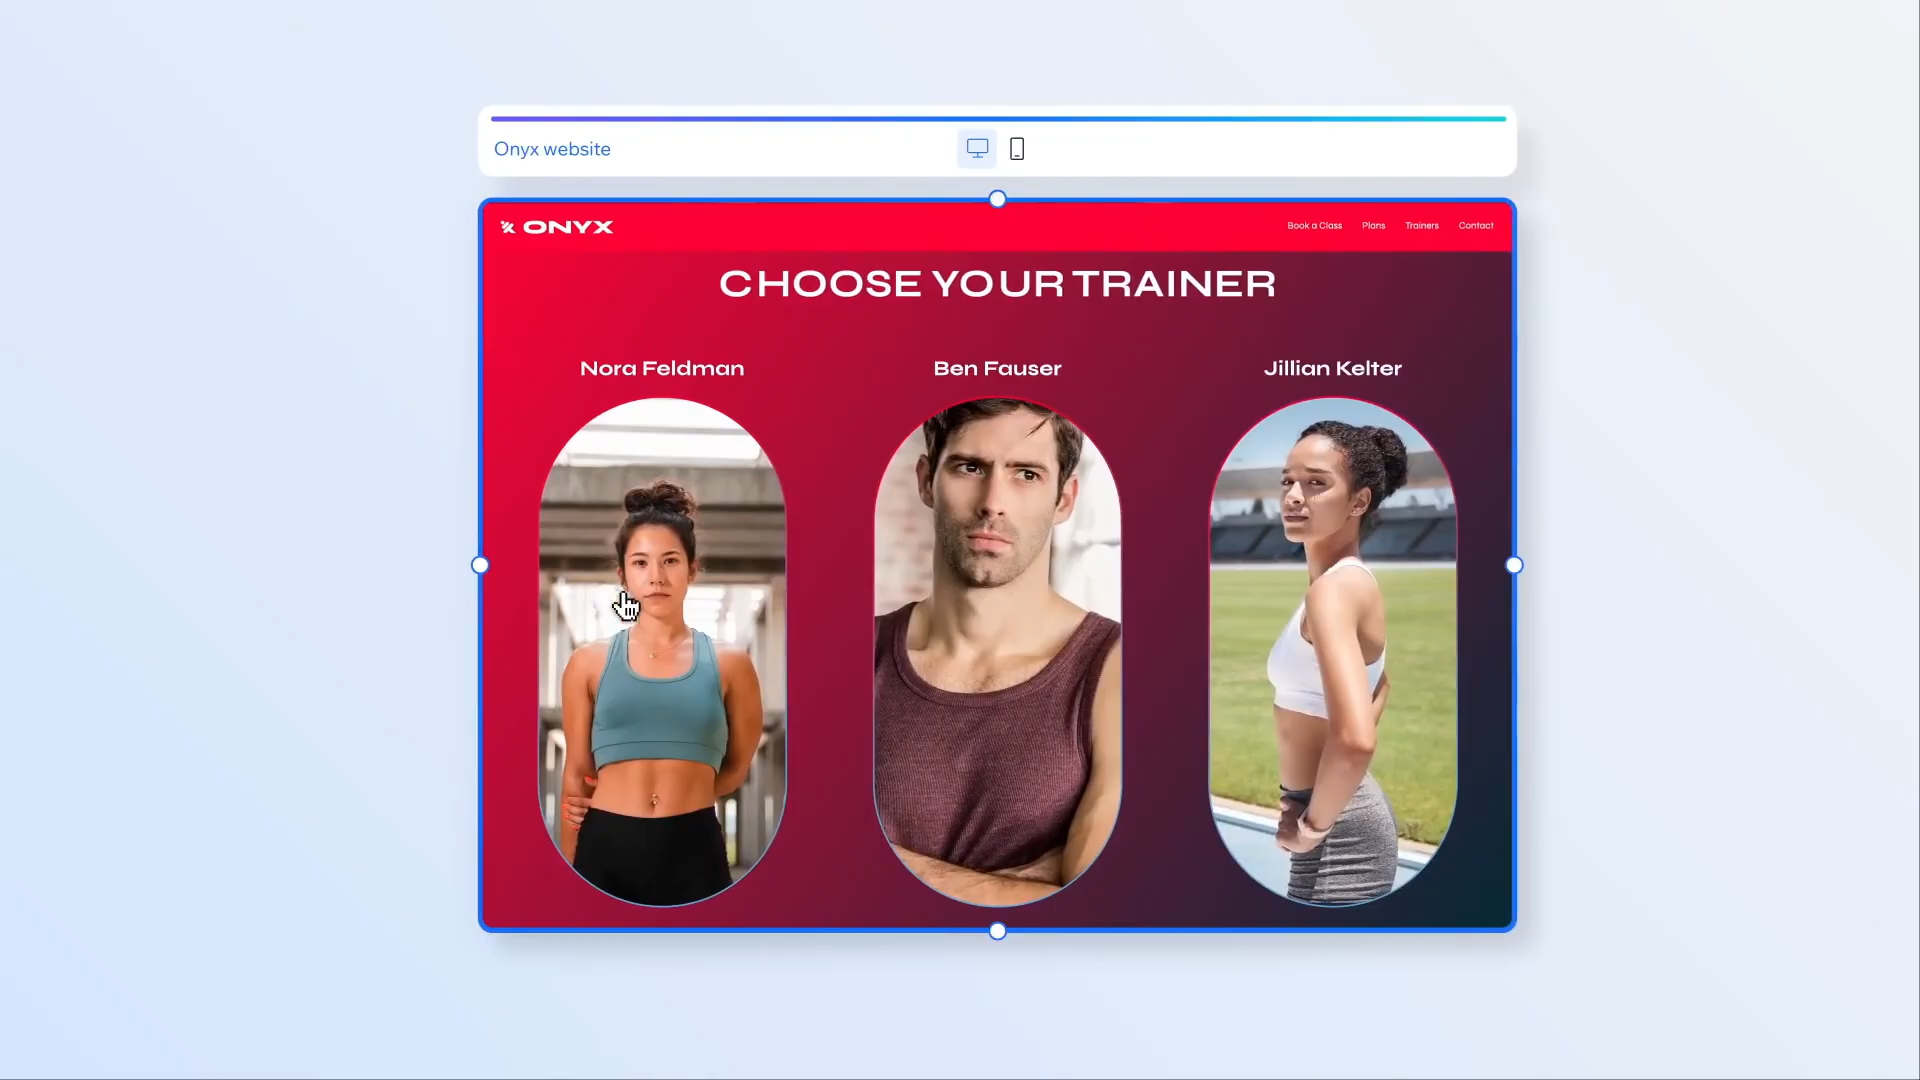 Onyx website
ONYX
Book a Class Plans Trainers Contact
CHOOSE YOUR TRAINER
Nora Feldman
Ben Fauser
Jillian Kelter